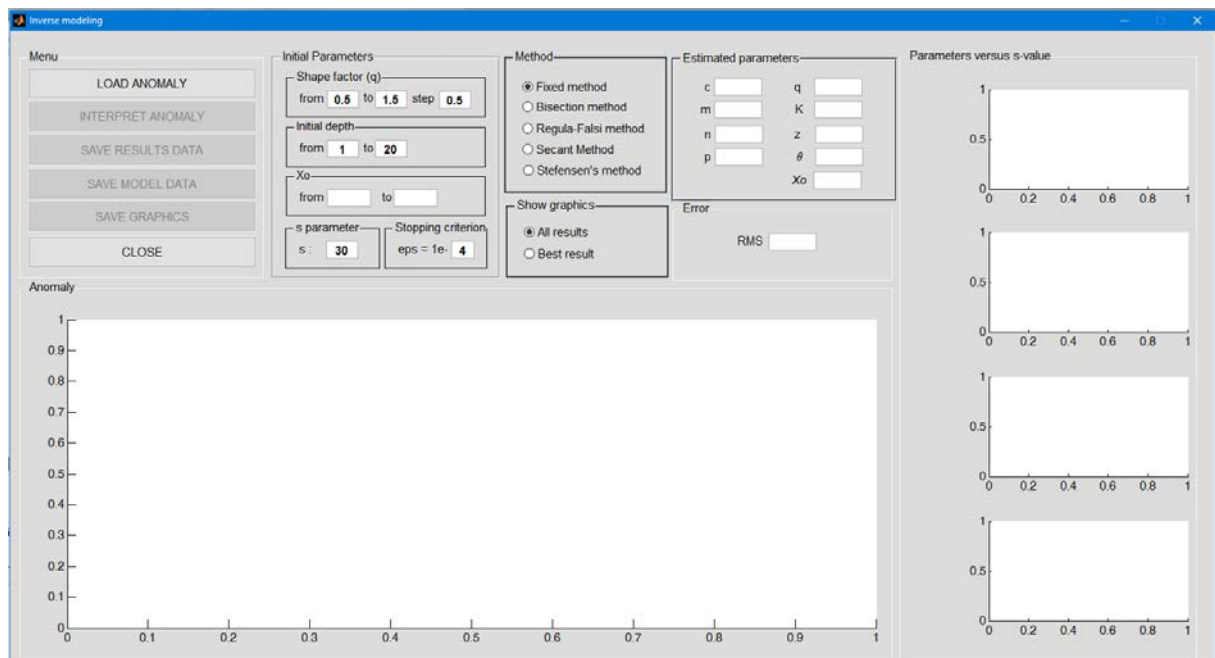 Inverse modeling
Menu
LOAD ANOMALY
INTERPRET ANOMALY
SAVE RESULTS DATA
SAVE MODEL DATA
SAVE GRAPHICS
CLOSE
Initial Parameters
Shape factor (q)
from 0.5 to 1.5 step 0.5
Initial depth
from 1 to 20
Xo
from to
s parameter
s : 30
Stopping criterion
eps = 1e- 4
Method
Fixed method
Bisection method
Regula-Falsi method
Secant Method
Stefensen's method
Show graphics
All results
Best result
Estimated parameters
c q
m K
n z
p θ
Xo
Error
RMS
Parameters versus s-value
1
0.5
0
0 0.2 0.4 0.6 0.8 1
1
0.5
0
0 0.2 0.4 0.6 0.8 1
1
0.5
0
0 0.2 0.4 0.6 0.8 1
1
0.5
0
0 0.2 0.4 0.6 0.8 1
Anomaly
1
0.9
0.8
0.7
0.6
0.5
0.4
0.3
0.2
0.1
0
0 0.1 0.2 0.3 0.4 0.5 0.6 0.7 0.8 0.9 1